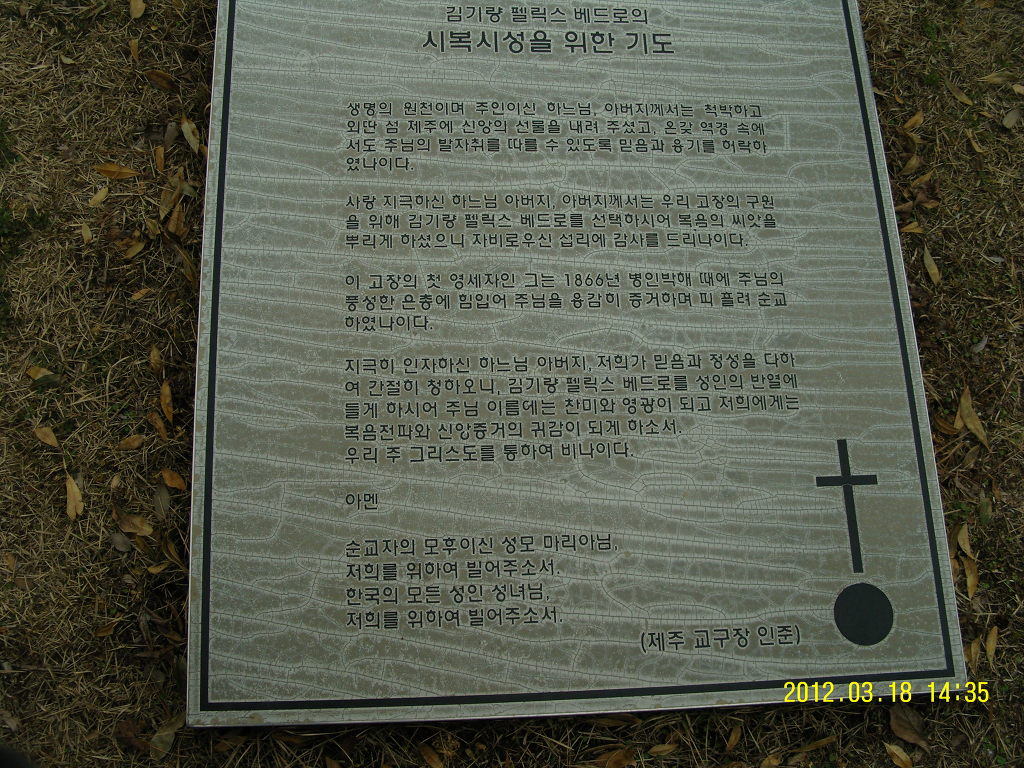 김기량 펠릭스 베드로의
시복시성을 위한 기도
생명의 원천이며 주인이신 하느님, 아버지께서는 척박하고
외딴 섬 제주에 신앙의 선물을 내려 주셨고, 온갖 역경 속에
서도 주님의 발자취를 따를 수 있도록 믿음과 용기를 허락하
였나이다.
사랑 지극하신 하느님 아버지, 아버지께서는 우리 고장의 구원
을 위해 김기량 펠릭스 베드로를 선택하시어 복음의 씨앗을
뿌리게 하셨으니 자비로우신 섭리에 감사를 드리나이다.
이 고장의 첫 영세자인 그는 1866년 병인박해 때에 주님의
풍성한 은총에 힘입어 주님을 용감히 증거하며 피 흘려 순교
하였나이다.
지극히 인자하신 하느님 아버지, 저희가 믿음과 정성을 다하
여 간절히 청하오니, 김기량 펠릭스 베드로를 성인의 반열에
들게 하시어 주님 이름에는 찬미와 영광이 되고 저희에게는
복음전파와 신앙증거의 귀감이 되게 하소서.
우리 주 그리스도를 통하여 비나이다.
아멘
순교자의 모후이신 성모 마리아님,
저희를 위하여 빌어주소서.
한국의 모든 성인 성녀님,
저희를 위하여 빌어주소서.
(제주 교구장 인준)
2012.03.18 14:35